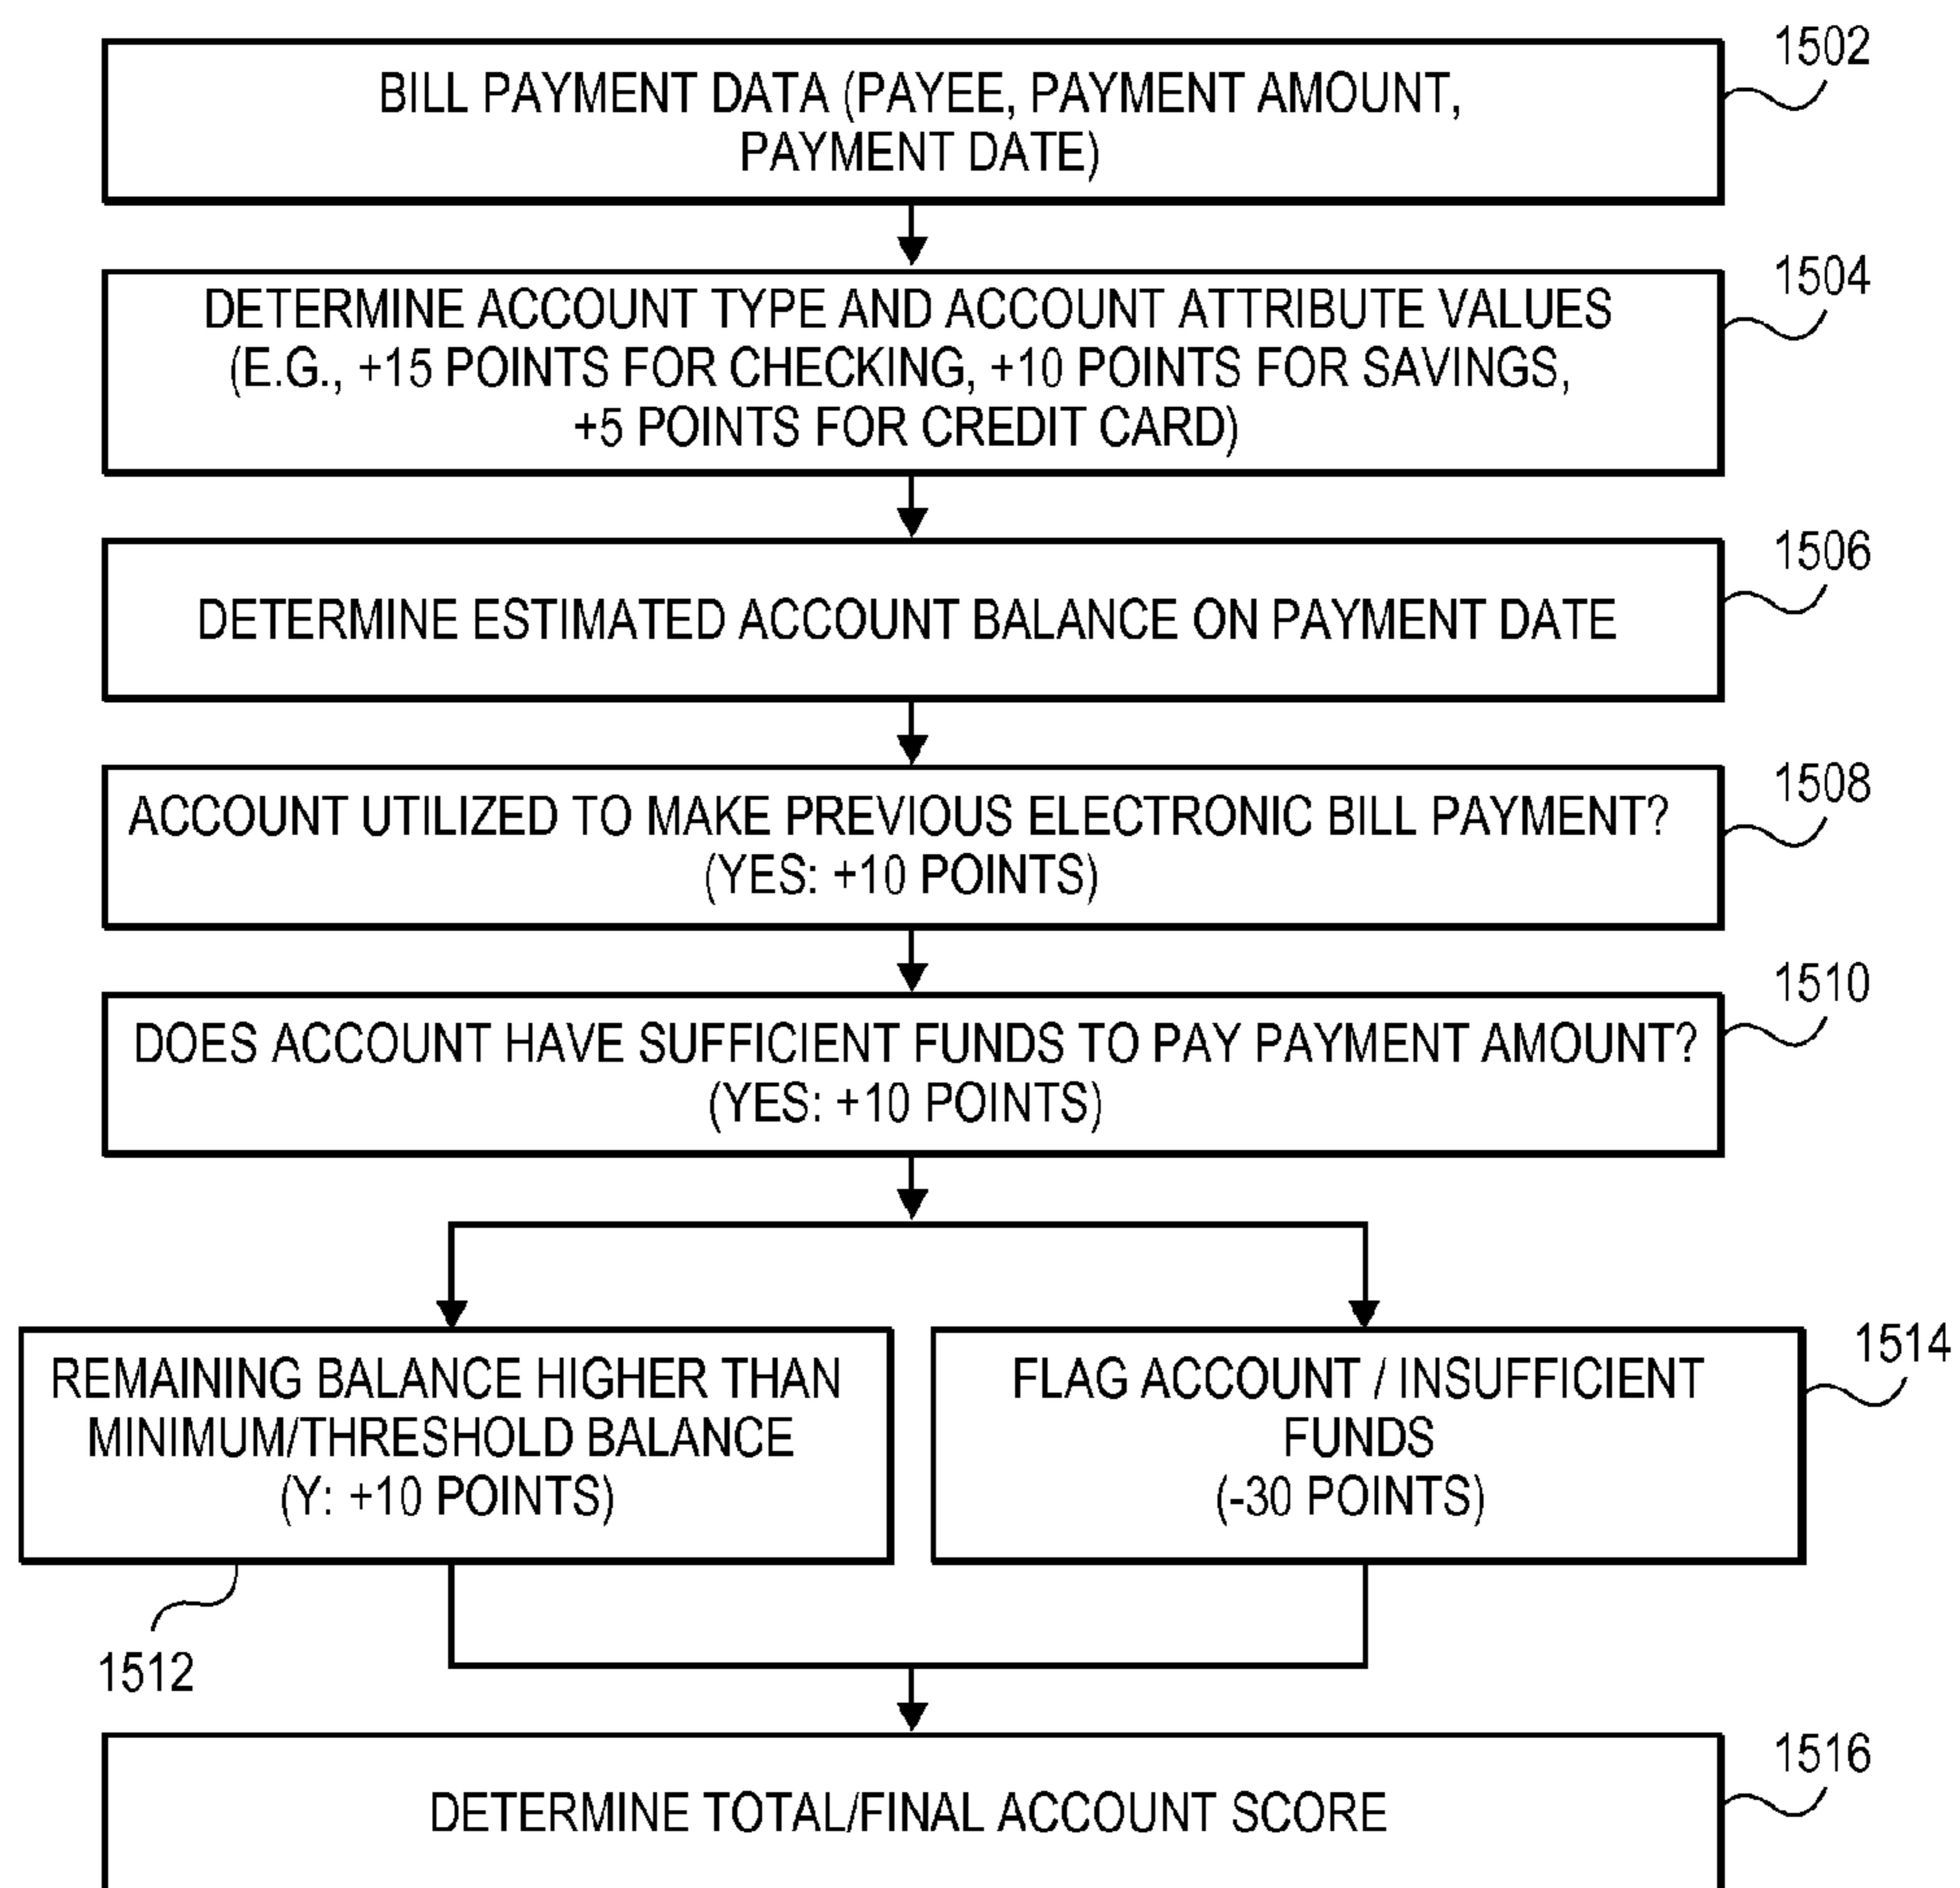 1502
BILL PAYMENT DATA (PAYEE, PAYMENT AMOUNT,
PAYMENT DATE)
1504
DETERMINE ACCOUNT TYPE AND ACCOUNT ATTRIBUTE VALUES
(E.G., +15 POINTS FOR CHECKING, +10 POINTS FOR SAVINGS,
+5 POINTS FOR CREDIT CARD)
1506
DETERMINE ESTIMATED ACCOUNT BALANCE ON PAYMENT DATE
1508
ACCOUNT UTILIZED TO MAKE PREVIOUS ELECTRONIC BILL PAYMENT?
(YES: +10 POINTS)
1510
DOES ACCOUNT HAVE SUFFICIENT FUNDS TO PAY PAYMENT AMOUNT?
(YES: +10 POINTS)
REMAINING BALANCE HIGHER THAN
MINIMUM/THRESHOLD BALANCE
(Y: +10 POINTS)
1512
1514
FLAG ACCOUNT / INSUFFICIENT
FUNDS
(-30 POINTS)
1516
DETERMINE TOTAL/FINAL ACCOUNT SCORE